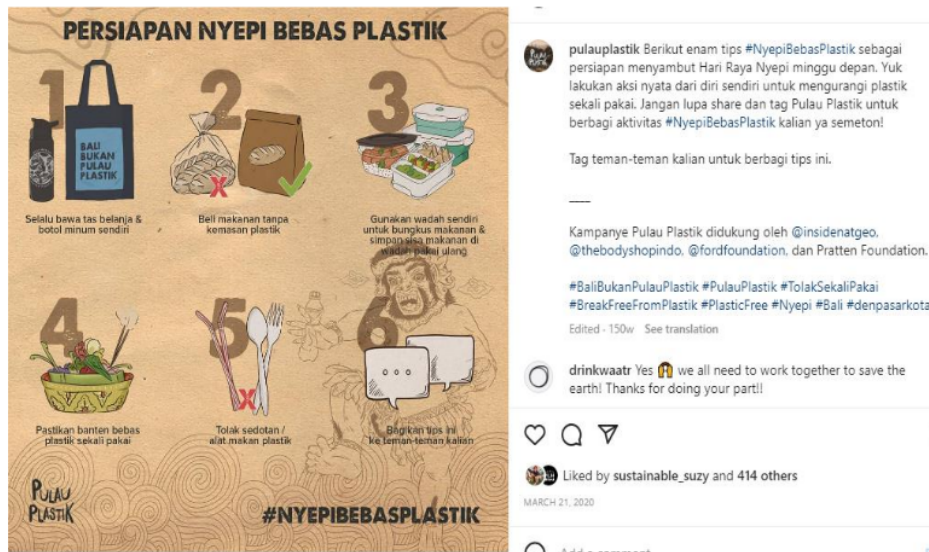 PERSIAPAN NYEPI BEBAS PLASTIK
1
BALI
BUKAN
PULAU
PLASTIK
Selalu bawa tas belanja &
botol minum sendiri
2
Beli makanan tanpa
kemasan plastik
3
Gunakan wadah sendiri
untuk bungkus makanan &
simpan sisa makanan di
wadah pakai ulang
4
Pastikan banten bebas
plastik sekali pakai
5
Tolak sedotan /
alat makan plastik
6
Bagikan tips ini
ke teman-teman kalian
PULAU
PLASTIK
#NYEPIBEBASPLASTIK
pulauplastik Berikut enam tips #NyepiBebasPlastik sebagai
persiapan menyambut Hari Raya Nyepi minggu depan. Yuk
lakukan aksi nyata dari diri sendiri untuk mengurangi plastik
sekali pakai. Jangan lupa share dan tag Pulau Plastik untuk
berbagi aktivitas #NyepiBebasPlastik kalian ya semeton!
Tag teman-teman kalian untuk berbagi tips ini.
Kampanye Pulau Plastik didukung oleh @insidenatgeo,
@thebodyshopindo, @fordfoundation, dan Pratten Foundation.
#BaliBukanPulauPlastik #PulauPlastik #TolakSekaliPakai
#BreakFreeFromPlastik #PlasticFree #Nyepi #Bali #denpasarkota
Edited · 150w See translation
drinkwaatr Yes 🙌 we all need to work together to save the
earth! Thanks for doing your part!!
Liked by sustainable_suzy and 414 others
MARCH 21, 2020
Add a comment